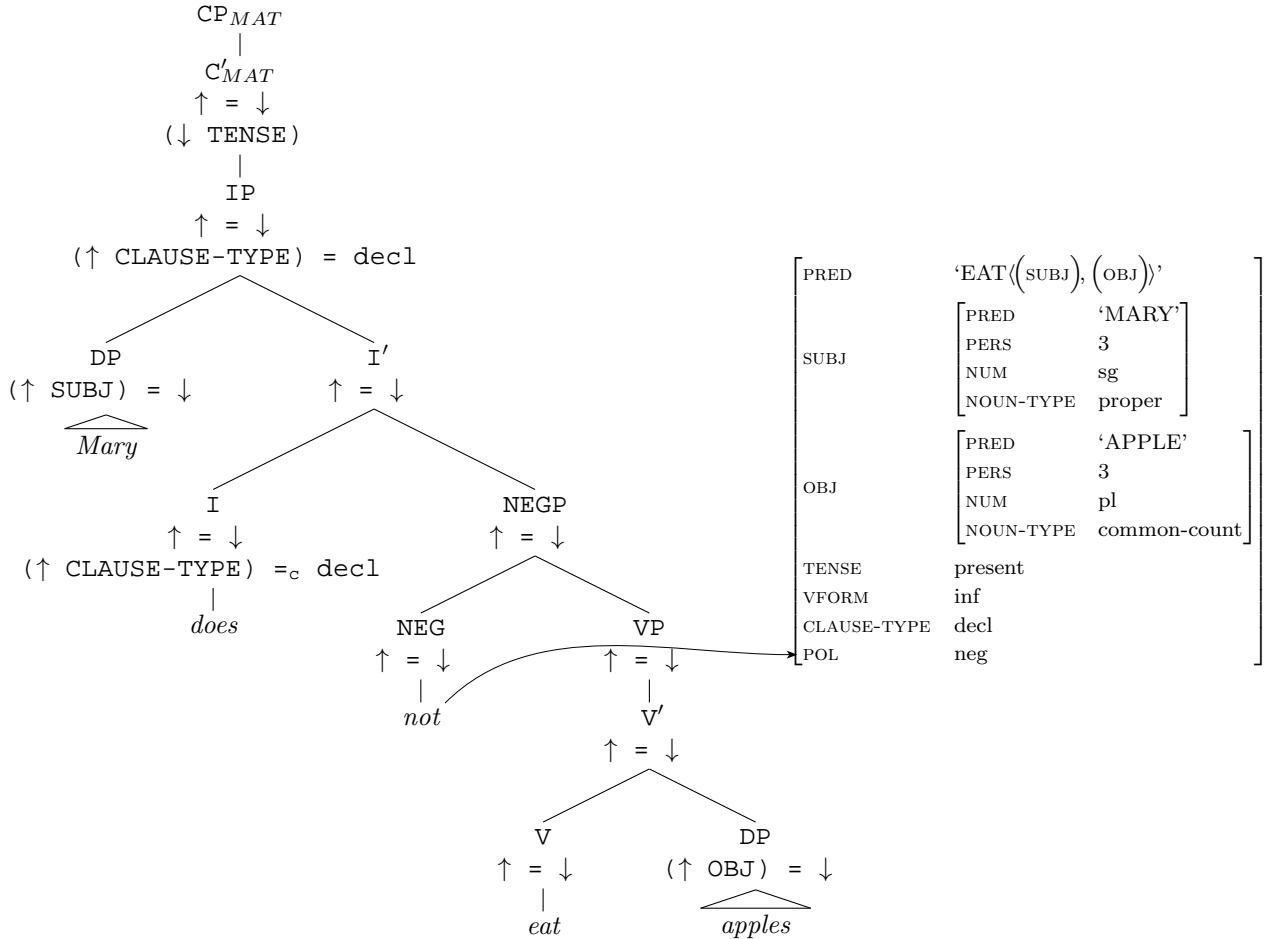 CP_MAT
C′_MAT
↑ = ↓
(↓ TENSE)
IP
↑ = ↓
(↑ CLAUSE-TYPE) = decl
DP I′
(↑ SUBJ) = ↓ ↑ = ↓
Mary
I NEGP
↑ = ↓ ↑ = ↓
(↑ CLAUSE-TYPE) =c decl
does
NEG VP
↑ = ↓ ↑ = ↓
not
V′
↑ = ↓
V DP
↑ = ↓ (↑ OBJ) = ↓
eat apples
PRED ‘EAT⟨(SUBJ), (OBJ)⟩’
SUBJ
PRED ‘MARY’
PERS 3
NUM sg
NOUN-TYPE proper
OBJ
PRED ‘APPLE’
PERS 3
NUM pl
NOUN-TYPE common-count
TENSE present
VFORM inf
CLAUSE-TYPE decl
POL neg